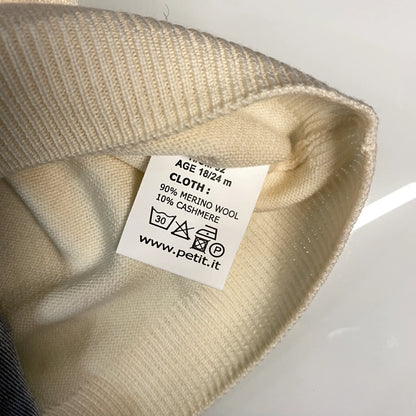 AGE 18/24 m
CLOTH :
90% MERINO WOOL
10% CASHMERE
30 P
www.petit.it